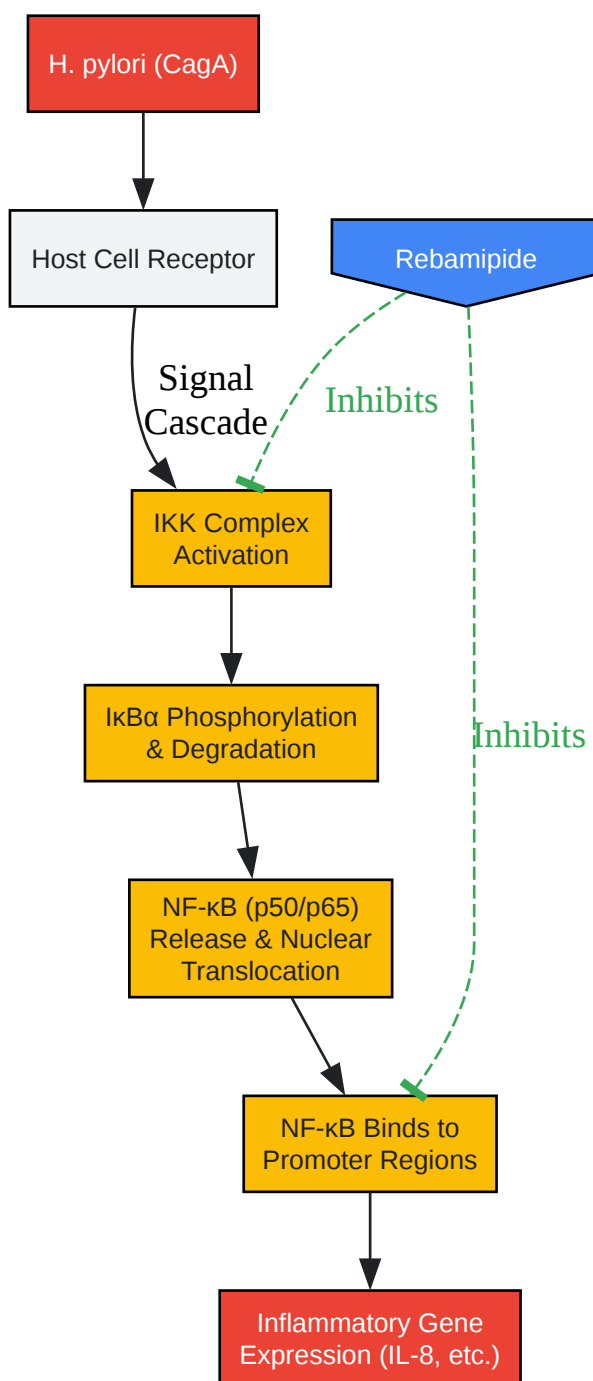 H. pylori (CagA)
Host Cell Receptor
Rebamipide
Signal
Cascade
Inhibits
IKK Complex
Activation
IκBα Phosphorylation
& Degradation
Inhibits
NF-κB (p50/p65)
Release & Nuclear
Translocation
NF-κB Binds to
Promoter Regions
Inflammatory Gene
Expression (IL-8, etc.)